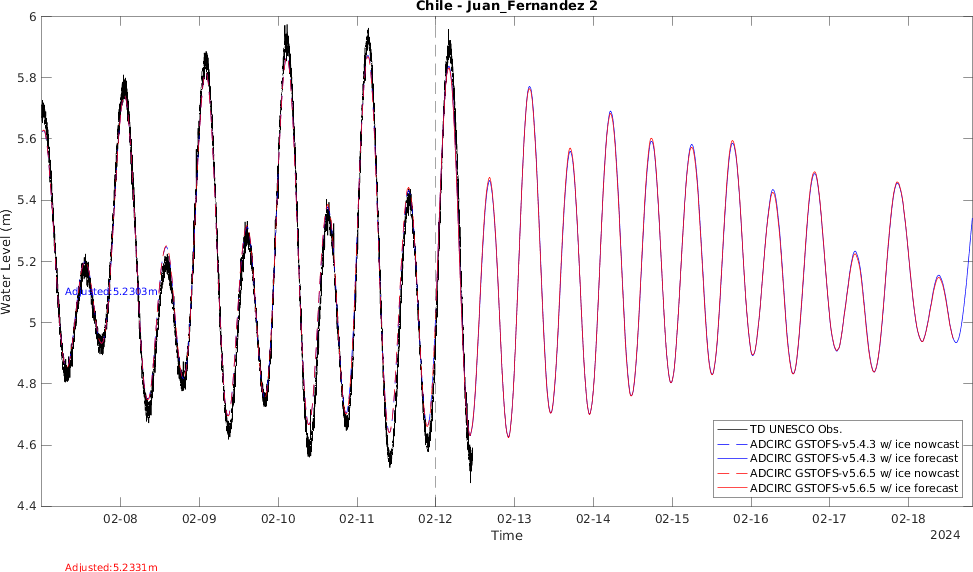 Chile - Juan_Fernandez 2
Water Level (m)
6
5.8
5.6
5.4
5.2
5
4.8
4.6
4.4
Adjusted:5.2303m
TD UNESCO Obs.
ADCIRC GSTOFS-v5.4.3 w/ ice nowcast
ADCIRC GSTOFS-v5.4.3 w/ ice forecast
ADCIRC GSTOFS-v5.6.5 w/ ice nowcast
ADCIRC GSTOFS-v5.6.5 w/ ice forecast
02-08 02-09 02-10 02-11 02-12 02-13 02-14 02-15 02-16 02-17 02-18
Time
2024
Adjusted:5.2331m